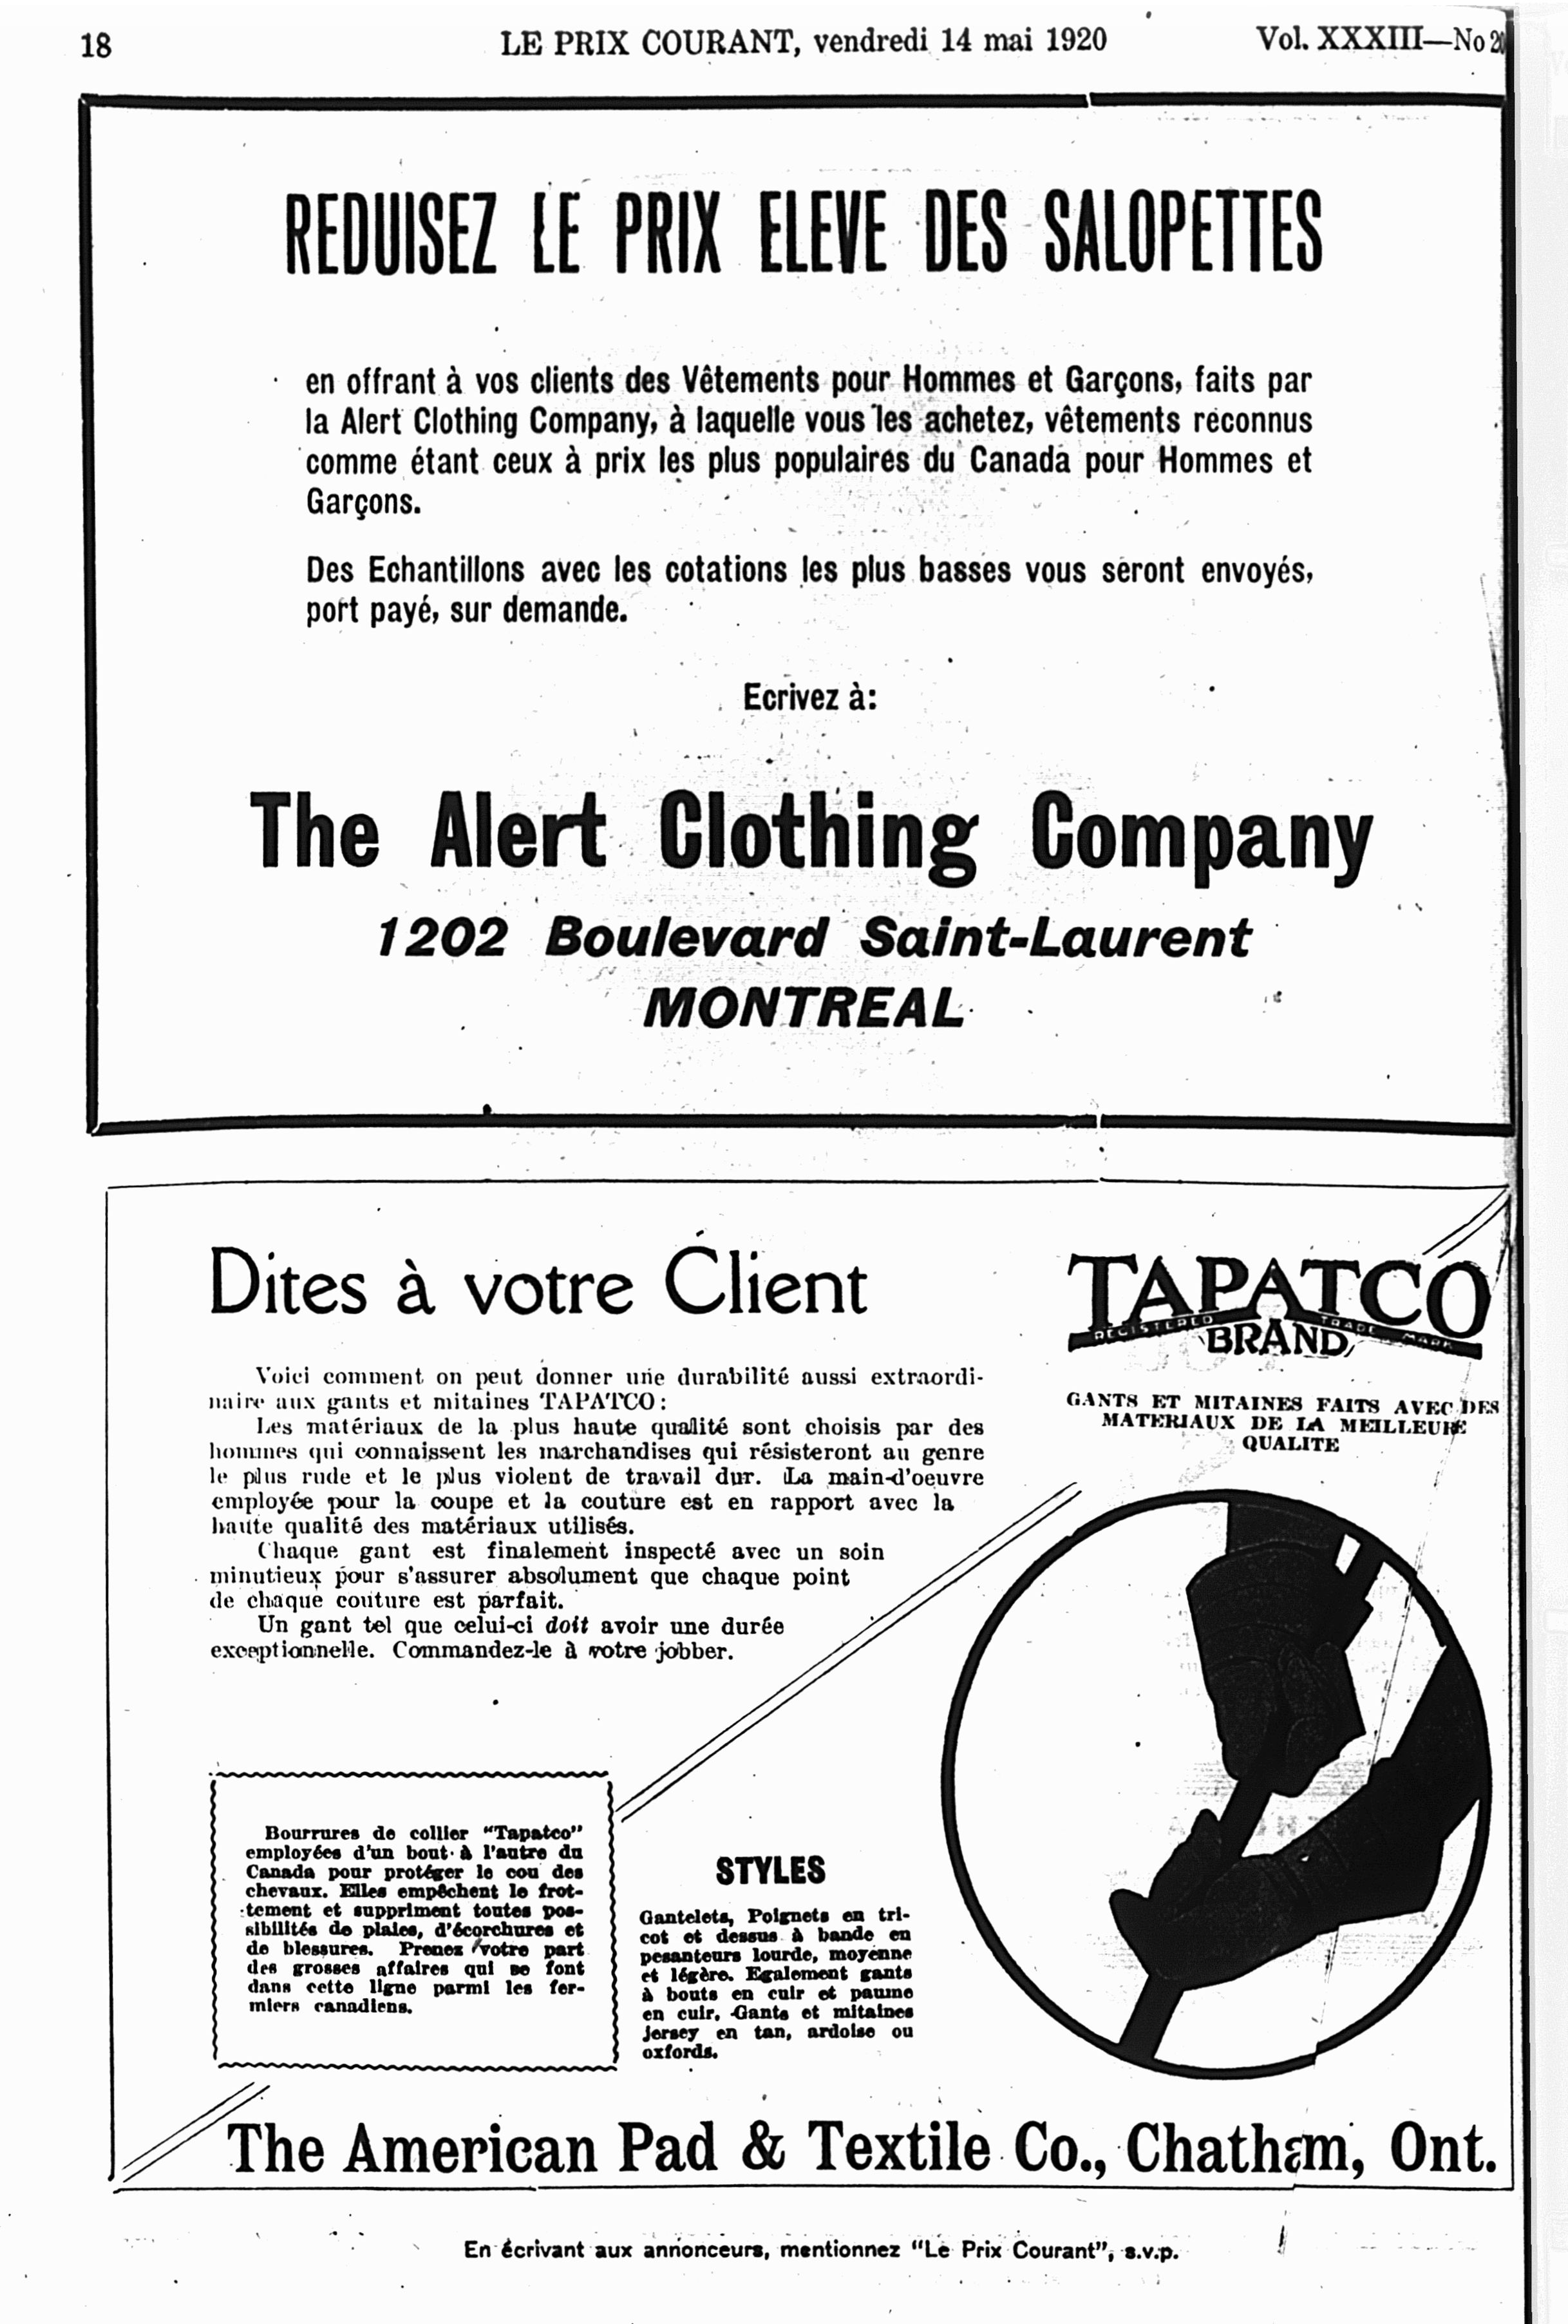 18
LE PRIX COURANT, vendredi 14 mai 1920
Vol. XXXIII—No 20
REDUISEZ LE PRIX ELEVE DES SALOPETTES
en offrant à vos clients des Vêtements pour Hommes et Garçons, faits par
la Alert Clothing Company, à laquelle vous les achetez, vêtements réconnus
comme étant ceux à prix les plus populaires du Canada pour Hommes et
Garçons.
Des Echantillons avec les cotations les plus basses vous seront envoyés,
port payé, sur demande.
Ecrivez à:
The Alert Clothing Company
1202 Boulevard Saint-Laurent
MONTREAL
Dites à votre Client
Voici comment on peut donner une durabilité aussi extraordi-
naire aux gants et mitaines TAPATCO:
Les matériaux de la plus haute qualité sont choisis par des
hommes qui connaissent les marchandises qui résisteront au genre
le plus rude et le plus violent de travail dur. La main-d'oeuvre
employée pour la coupe et la couture est en rapport avec la
haute qualité des matériaux utilisés.
Chaque gant est finalement inspecté avec un soin
minutieux pour s'assurer absolument que chaque point
de chaque couture est parfait.
Un gant tel que celui-ci doit avoir une durée
exceptionnelle. Commandez-le à votre jobber.
TAPATCO
REGISTERED TRADE MARK
BRAND
GANTS ET MITAINES FAITS AVEC DES
MATERIAUX DE LA MEILLEURE
QUALITE
Bourrures de collier "Tapatco"
employées d'un bout à l'autre du
Canada pour protéger le cou des
chevaux. Elles empêchent le frot-
tement et suppriment toutes pos-
sibilités de plaies, d'écorchures et
de blessures. Prenez votre part
des grosses affaires qui se font
dans cette ligne parmi les fer-
miers canadiens.
STYLES
Gantelets, Poignets en tri-
cot et dessus à bande en
pesanteurs lourde, moyenne
et légère. Egalement gants
à bouts en cuir et paume
en cuir. Gants et mitaines
Jersey en tan, ardoise ou
oxfords.
The American Pad & Textile Co., Chatham, Ont.
En écrivant aux annonceurs, mentionnez "Le Prix Courant", s.v.p.